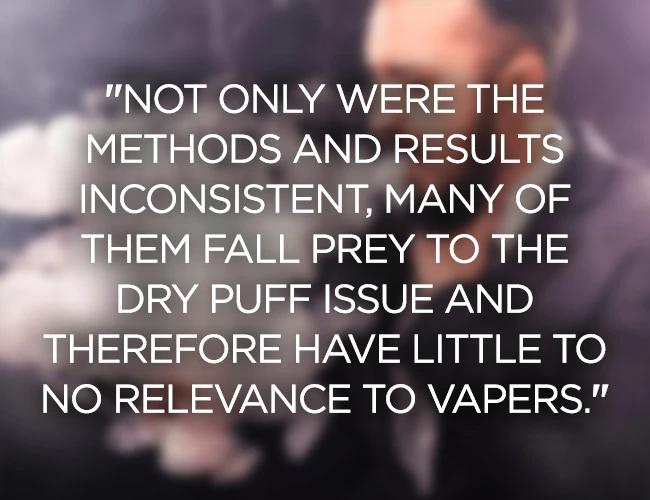 "NOT ONLY WERE THE
METHODS AND RESULTS
INCONSISTENT, MANY OF
THEM FALL PREY TO THE
DRY PUFF ISSUE AND
THEREFORE HAVE LITTLE TO
NO RELEVANCE TO VAPERS."